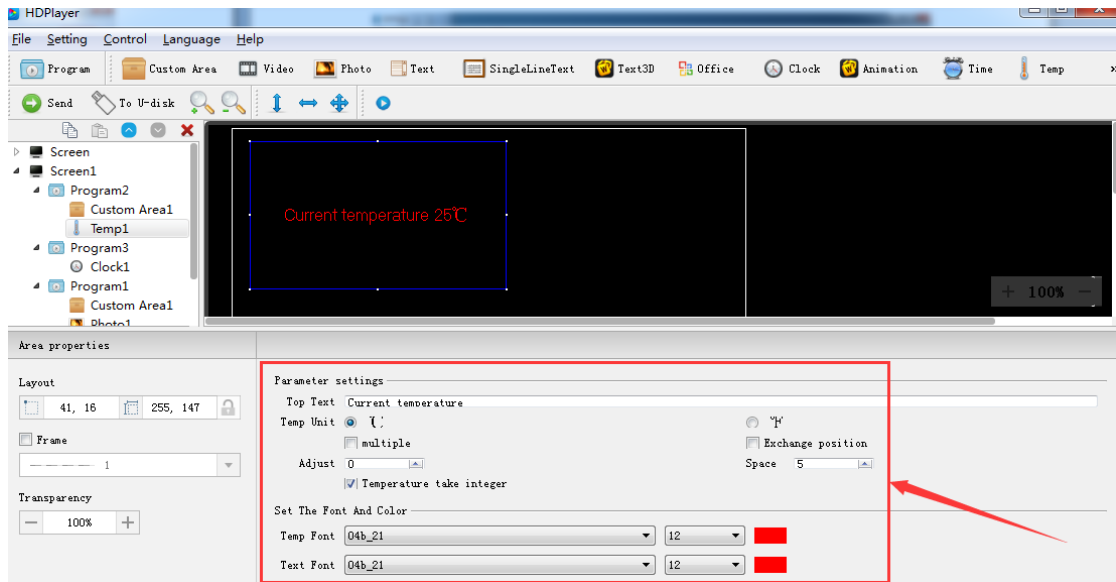 HDPlayer
File Setting Control Language Help
Program Custom Area Video Photo Text SingleLineText Text3D Office Clock Animation Time Temp »
Send To U-disk
Screen
Screen1
Program2
Custom Area1
Temp1
Program3
Clock1
Program1
Custom Area1
Photo1
Current temperature 25℃
+ 100% −
Area properties
Layout
41, 16 255, 147
Frame
1
Transparency
100%
Parameter settings
Top Text Current temperature
Temp Unit ℃ ℉
multiple Exchange position
Adjust 0 Space 5
Temperature take integer
Set The Font And Color
Temp Font 04b_21 12
Text Font 04b_21 12